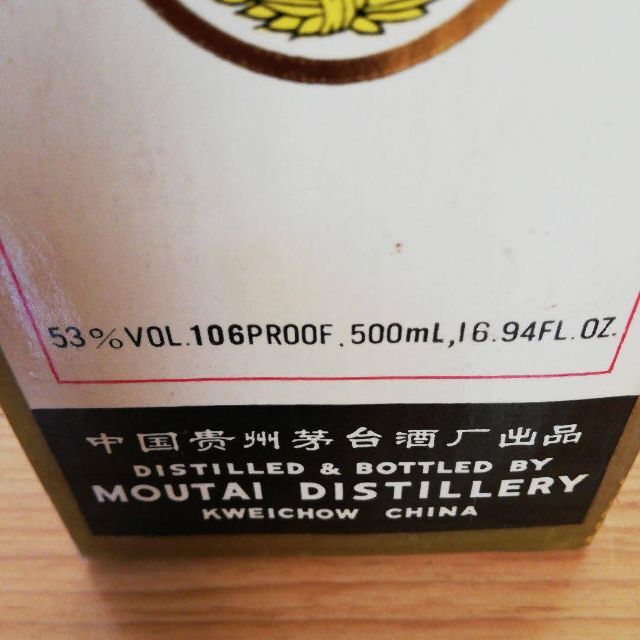 53%VOL.106PROOF.500mL,16.94FL.OZ.
中国贵州茅台酒厂出品
DISTILLED & BOTTLED BY
MOUTAI DISTILLERY
KWEICHOW CHINA